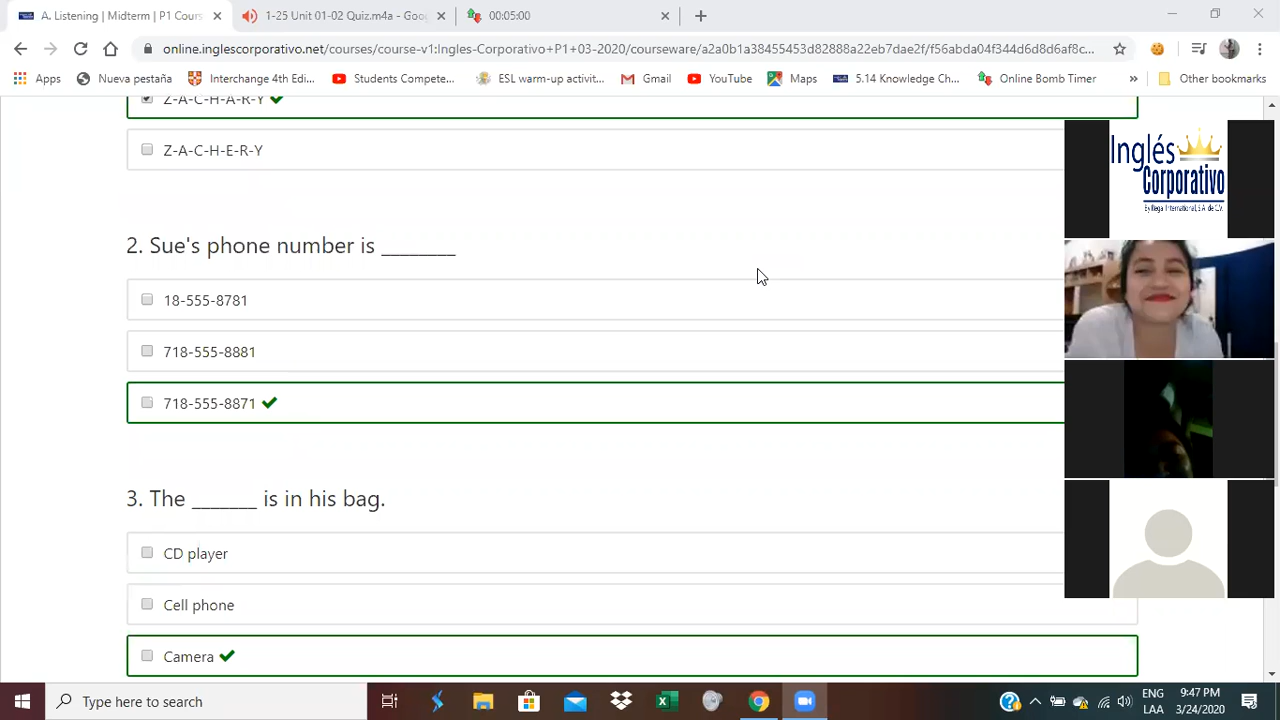 A. Listening | Midterm | P1 Cours
1-25 Unit 01-02 Quiz.m4a - Goog
00:05:00
online.inglescorporativo.net/courses/course-v1:Ingles-Corporativo+P1+03-2020/courseware/a2a0b1a38455453d82888a22eb7dae2f/f56abda04f344d6d8d6af8c...
Apps
Nueva pestaña
Interchange 4th Edi...
Students Compete...
ESL warm-up activit...
Gmail
YouTube
Maps
5.14 Knowledge Ch...
Online Bomb Timer
»
Other bookmarks
Z-A-C-H-A-R-Y
Z-A-C-H-E-R-Y
2. Sue's phone number is ________
18-555-8781
718-555-8881
718-555-8871
3. The _______ is in his bag.
CD player
Cell phone
Camera
Inglés
Corporativo
Type here to search
ENG
LAA
9:47 PM
3/24/2020